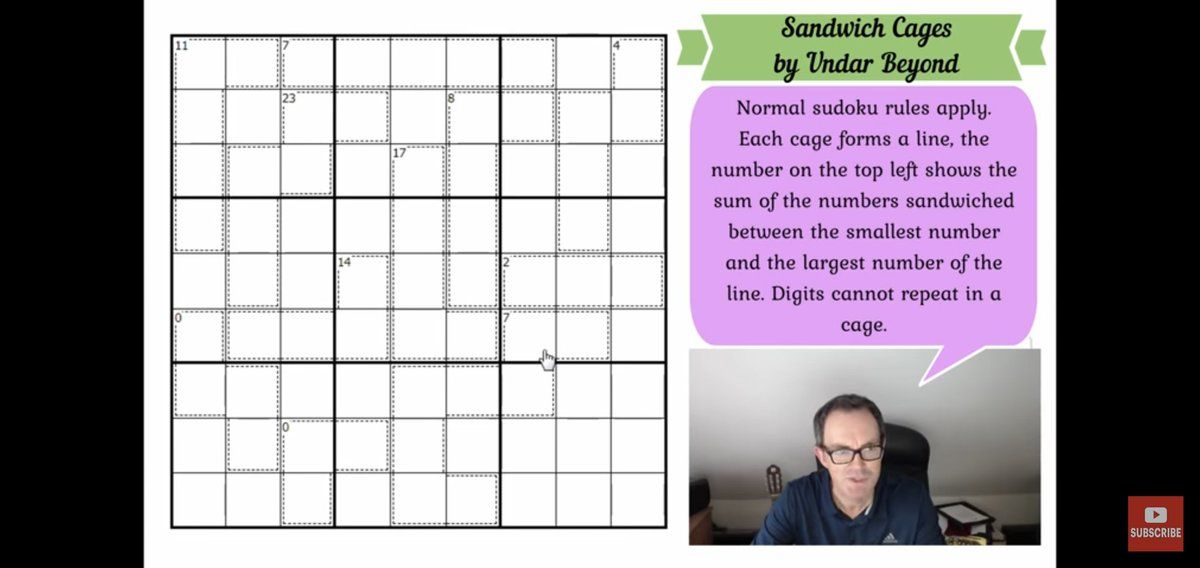 Sandwich Cages
by Undar Beyond
Normal sudoku rules apply.
Each cage forms a line, the
number on the top left shows the
sum of the numbers sandwiched
between the smallest number
and the largest number of the
line. Digits cannot repeat in a
cage.
11 7 4
23 8
17
14 2
0 7
0
SUBSCRIBE